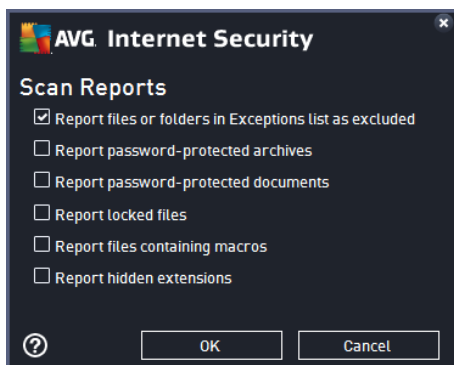 AVG. Internet Security
Scan Reports
Report files or folders in Exceptions list as excluded
Report password-protected archives
Report password-protected documents
Report locked files
Report files containing macros
Report hidden extensions
?
OK
Cancel